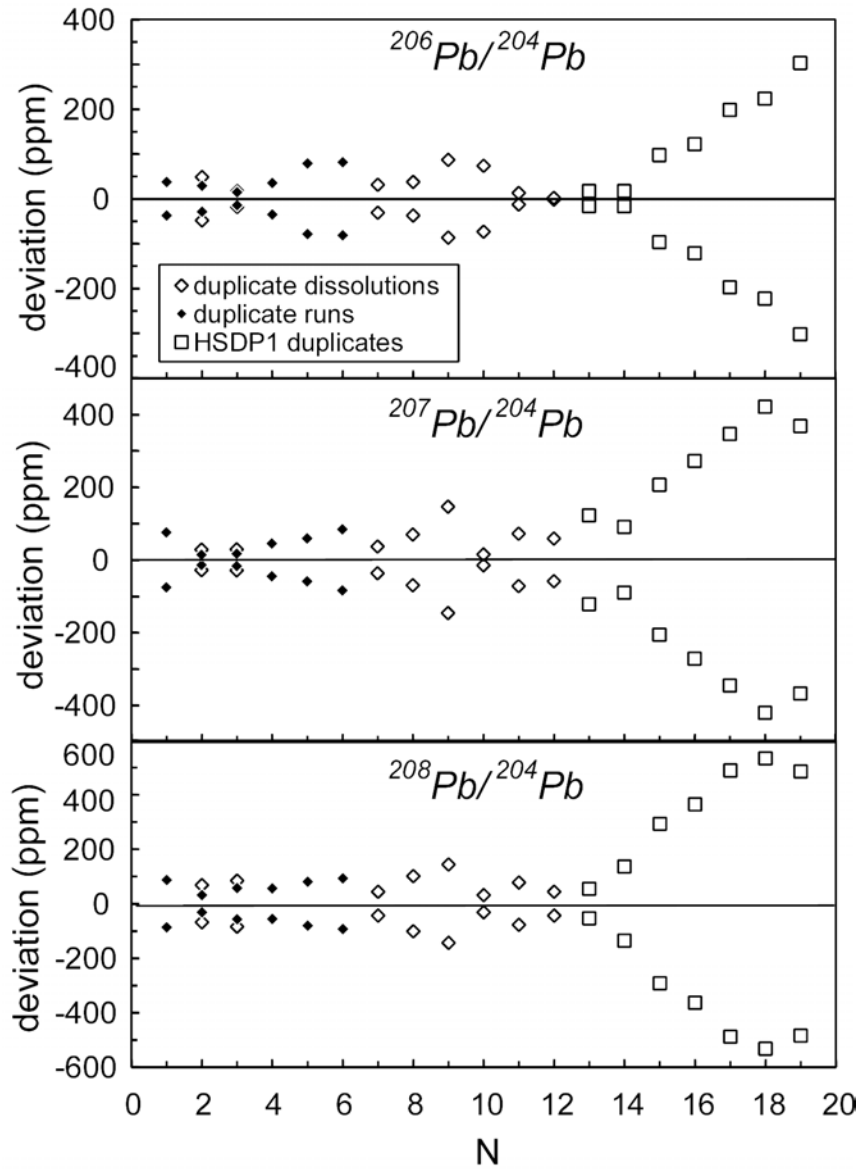 400
²⁰⁶Pb/²⁰⁴Pb
200
0
-200
-400
deviation (ppm)
duplicate dissolutions
duplicate runs
HSDP1 duplicates
400
²⁰⁷Pb/²⁰⁴Pb
200
0
-200
-400
deviation (ppm)
600
²⁰⁸Pb/²⁰⁴Pb
400
200
0
-200
-400
-600
deviation (ppm)
0 2 4 6 8 10 12 14 16 18 20
N